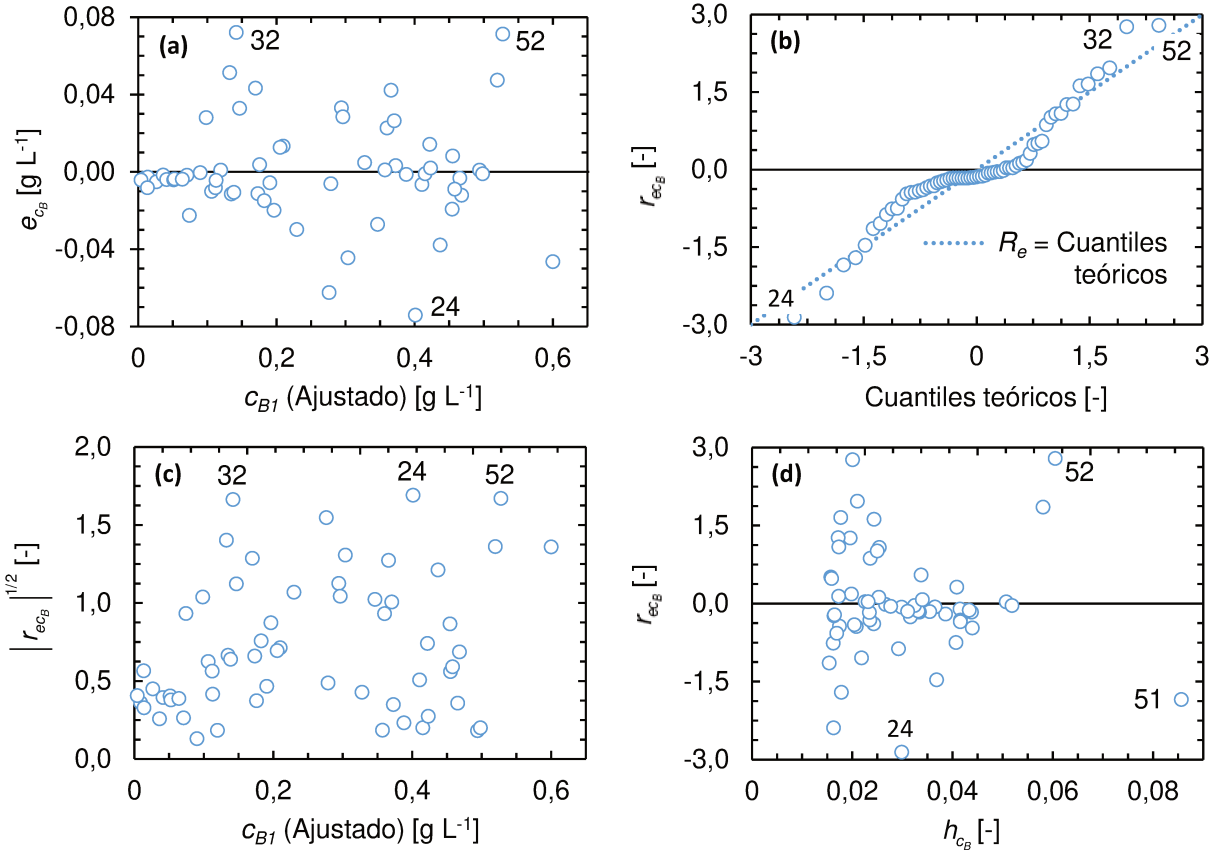 (a)
0,08
0,04
0,00
-0,04
-0,08
e_{c_B} [g L^{-1}]
32
52
24
0 0,2 0,4 0,6
c_{B1} (Ajustado) [g L^{-1}]
(b)
3,0
1,5
0,0
-1,5
-3,0
r_{ec_B} [-]
32
52
24
R_e = Cuantiles
teóricos
-3 -1,5 0 1,5 3
Cuantiles teóricos [-]
(c)
2,0
1,5
1,0
0,5
0,0
| r_{ec_B} |^{1/2} [-]
32
24
52
0 0,2 0,4 0,6
c_{B1} (Ajustado) [g L^{-1}]
(d)
3,0
1,5
0,0
-1,5
-3,0
r_{ec_B} [-]
52
51
24
0 0,02 0,04 0,06 0,08
h_{c_B} [-]